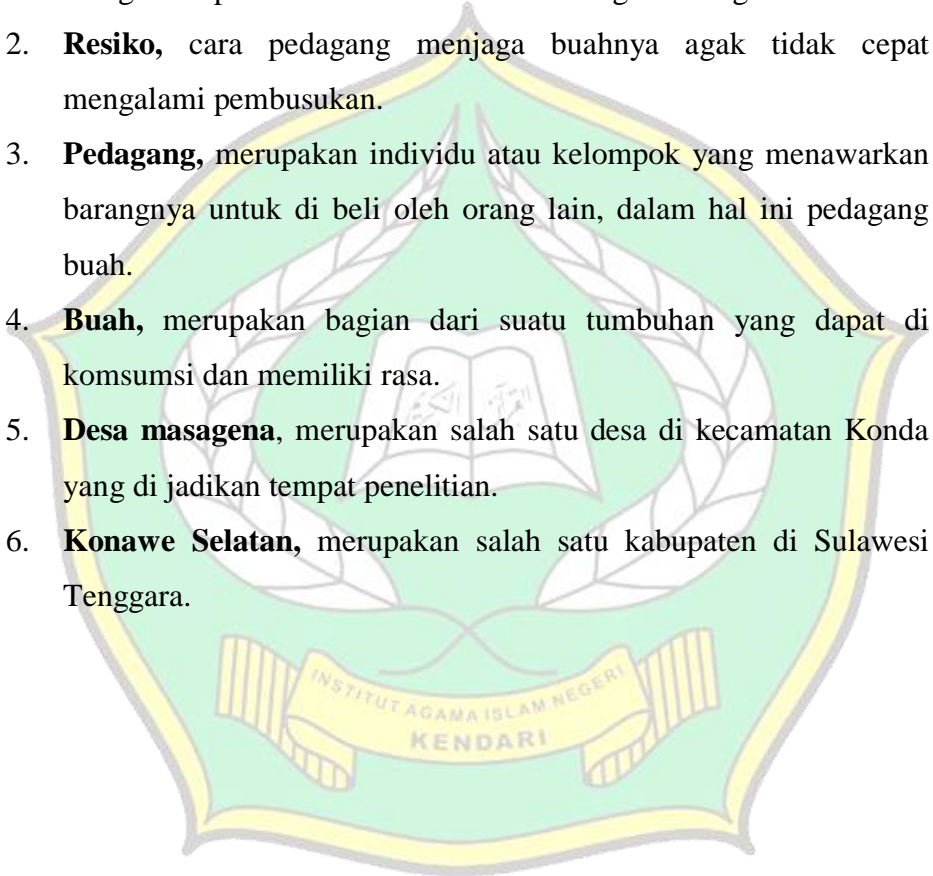 2. Resiko, cara pedagang menjaga buahnya agak tidak cepat
mengalami pembusukan.
3. Pedagang, merupakan individu atau kelompok yang menawarkan
barangnya untuk di beli oleh orang lain, dalam hal ini pedagang
buah.
4. Buah, merupakan bagian dari suatu tumbuhan yang dapat di
komsumsi dan memiliki rasa.
5. Desa masagena, merupakan salah satu desa di kecamatan Konda
yang di jadikan tempat penelitian.
6. Konawe Selatan, merupakan salah satu kabupaten di Sulawesi
Tenggara.
INSTITUT AGAMA ISLAM NEGERI
KENDARI